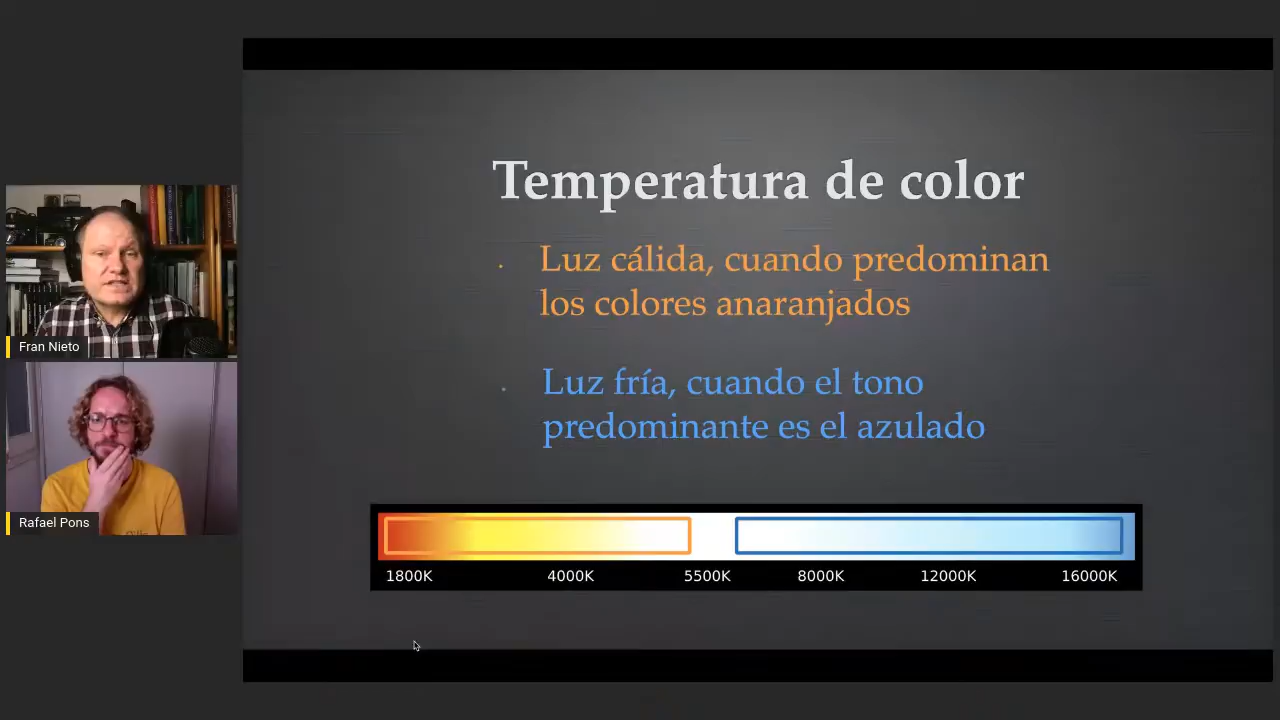 Temperatura de color
Luz cálida, cuando predominan
los colores anaranjados
Luz fría, cuando el tono
predominante es el azulado
1800K 4000K 5500K 8000K 12000K 16000K
Fran Nieto
Rafael Pons